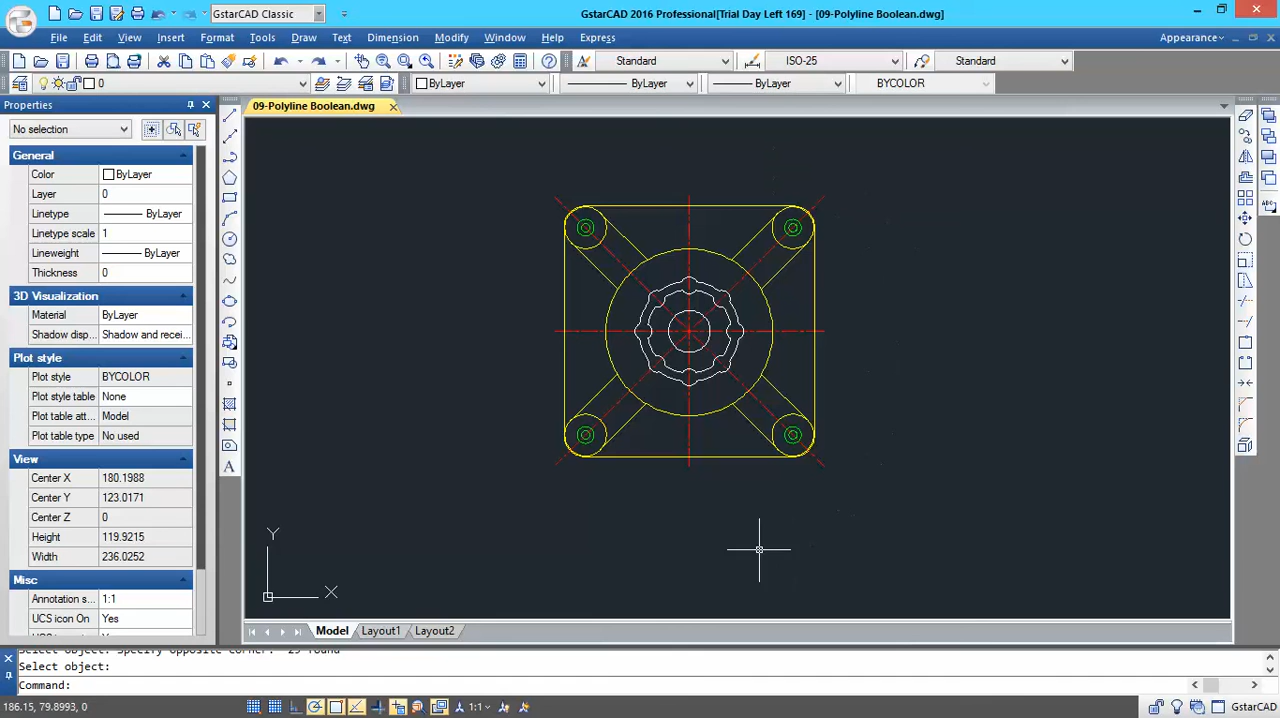 GstarCAD Classic
GstarCAD 2016 Professional[Trial Day Left 169] - [09-Polyline Boolean.dwg]
File Edit View Insert Format Tools Draw Text Dimension Modify Window Help Express
Appearance
Standard ISO-25 Standard
0 ByLayer ByLayer ByLayer BYCOLOR
Properties
09-Polyline Boolean.dwg
No selection
General
Color ByLayer
Layer 0
Linetype ByLayer
Linetype scale 1
Lineweight ByLayer
Thickness 0
3D Visualization
Material ByLayer
Shadow disp... Shadow and recei...
Plot style
Plot style BYCOLOR
Plot style table None
Plot table att... Model
Plot table type No used
View
Center X 180.1988
Center Y 123.0171
Center Z 0
Height 119.9215
Width 236.0252
Misc
Annotation s... 1:1
UCS icon On Yes
Y
X
Model Layout1 Layout2
Select object:
Command:
186.15, 79.8993, 0
1:1
GstarCAD